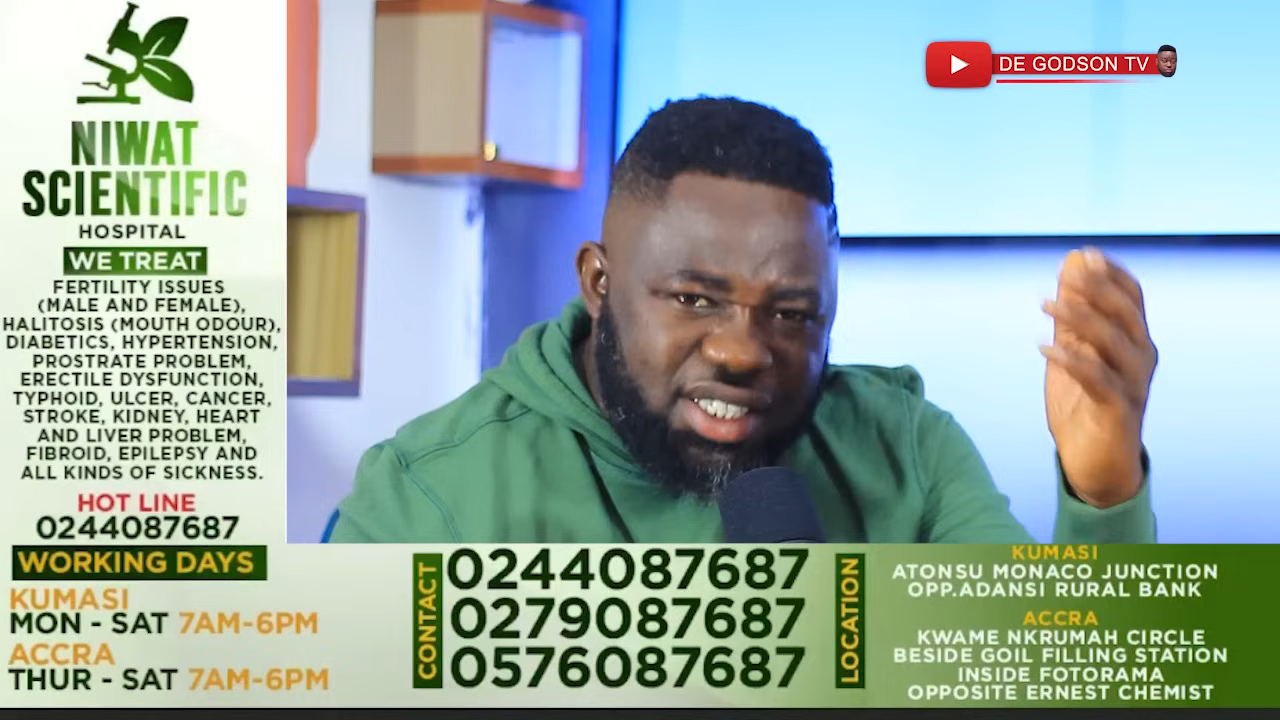 NIWAT
SCIENTIFIC
HOSPITAL
WE TREAT
FERTILITY ISSUES
(MALE AND FEMALE),
HALITOSIS (MOUTH ODOUR),
DIABETICS, HYPERTENSION,
PROSTRATE PROBLEM,
ERECTILE DYSFUNCTION,
TYPHOID, ULCER, CANCER,
STROKE, KIDNEY, HEART
AND LIVER PROBLEM,
FIBROID, EPILEPSY AND
ALL KINDS OF SICKNESS.
HOT LINE
0244087687
WORKING DAYS
KUMASI
MON - SAT 7AM-6PM
ACCRA
THUR - SAT 7AM-6PM
DE GODSON TV
CONTACT
0244087687
0279087687
0576087687
LOCATION
KUMASI
ATONSU MONACO JUNCTION
OPP.ADANSI RURAL BANK
ACCRA
KWAME NKRUMAH CIRCLE
BESIDE GOIL FILLING STATION
INSIDE FOTORAMA
OPPOSITE ERNEST CHEMIST